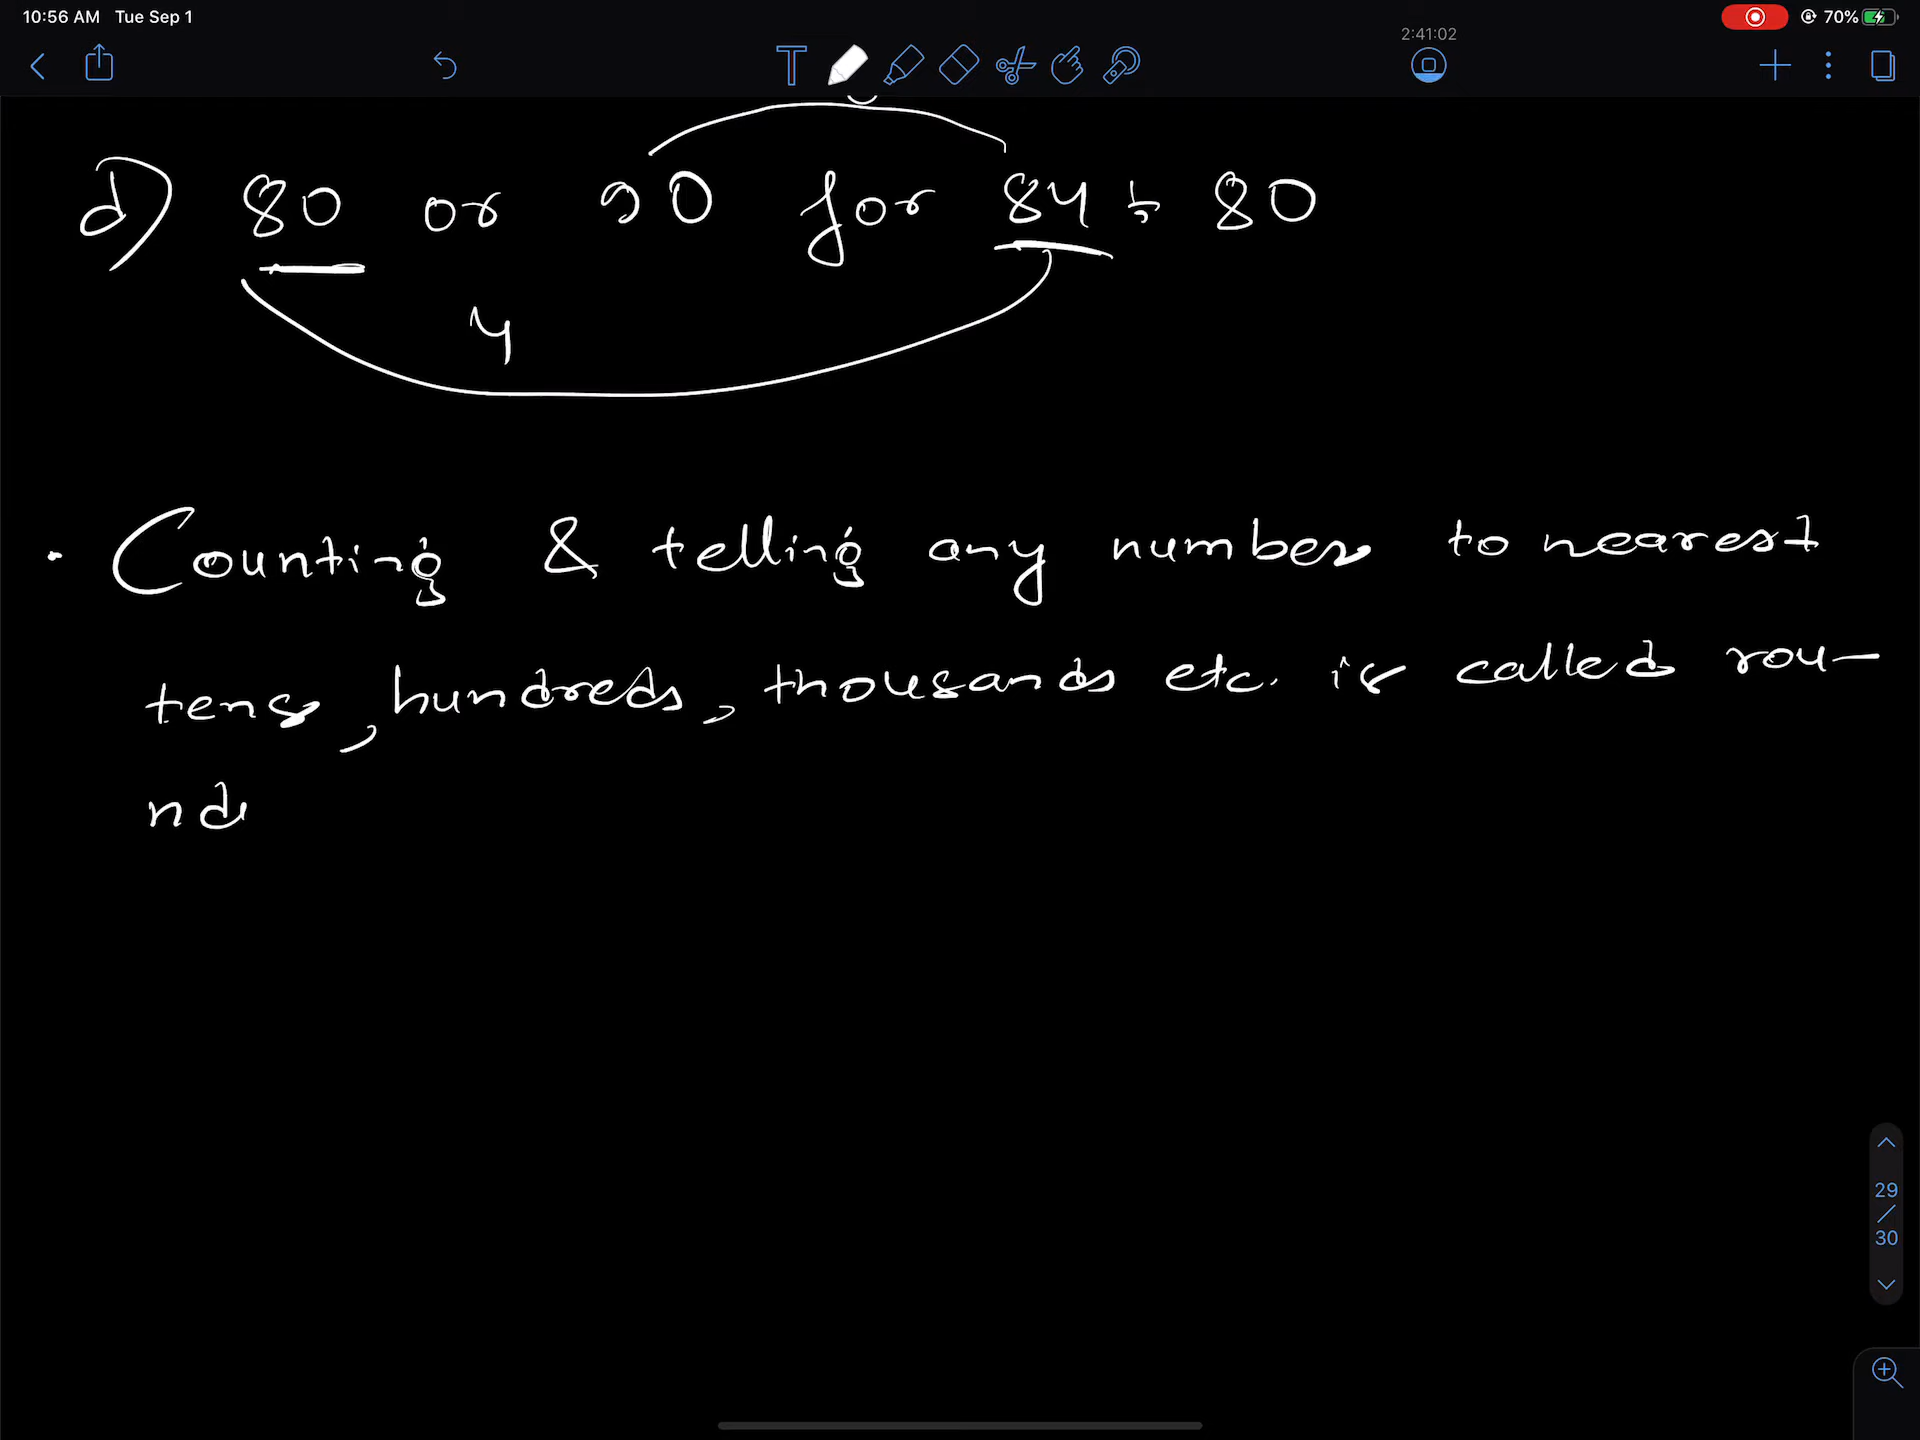 10:56 AM Tue Sep 1
70%
2:41:02
d) 80 or 90 for 84 ÷ 80
4
. Counting & telling any number to nearest
tens, hundreds, thousands etc. is called rou-
nd
29
/
30